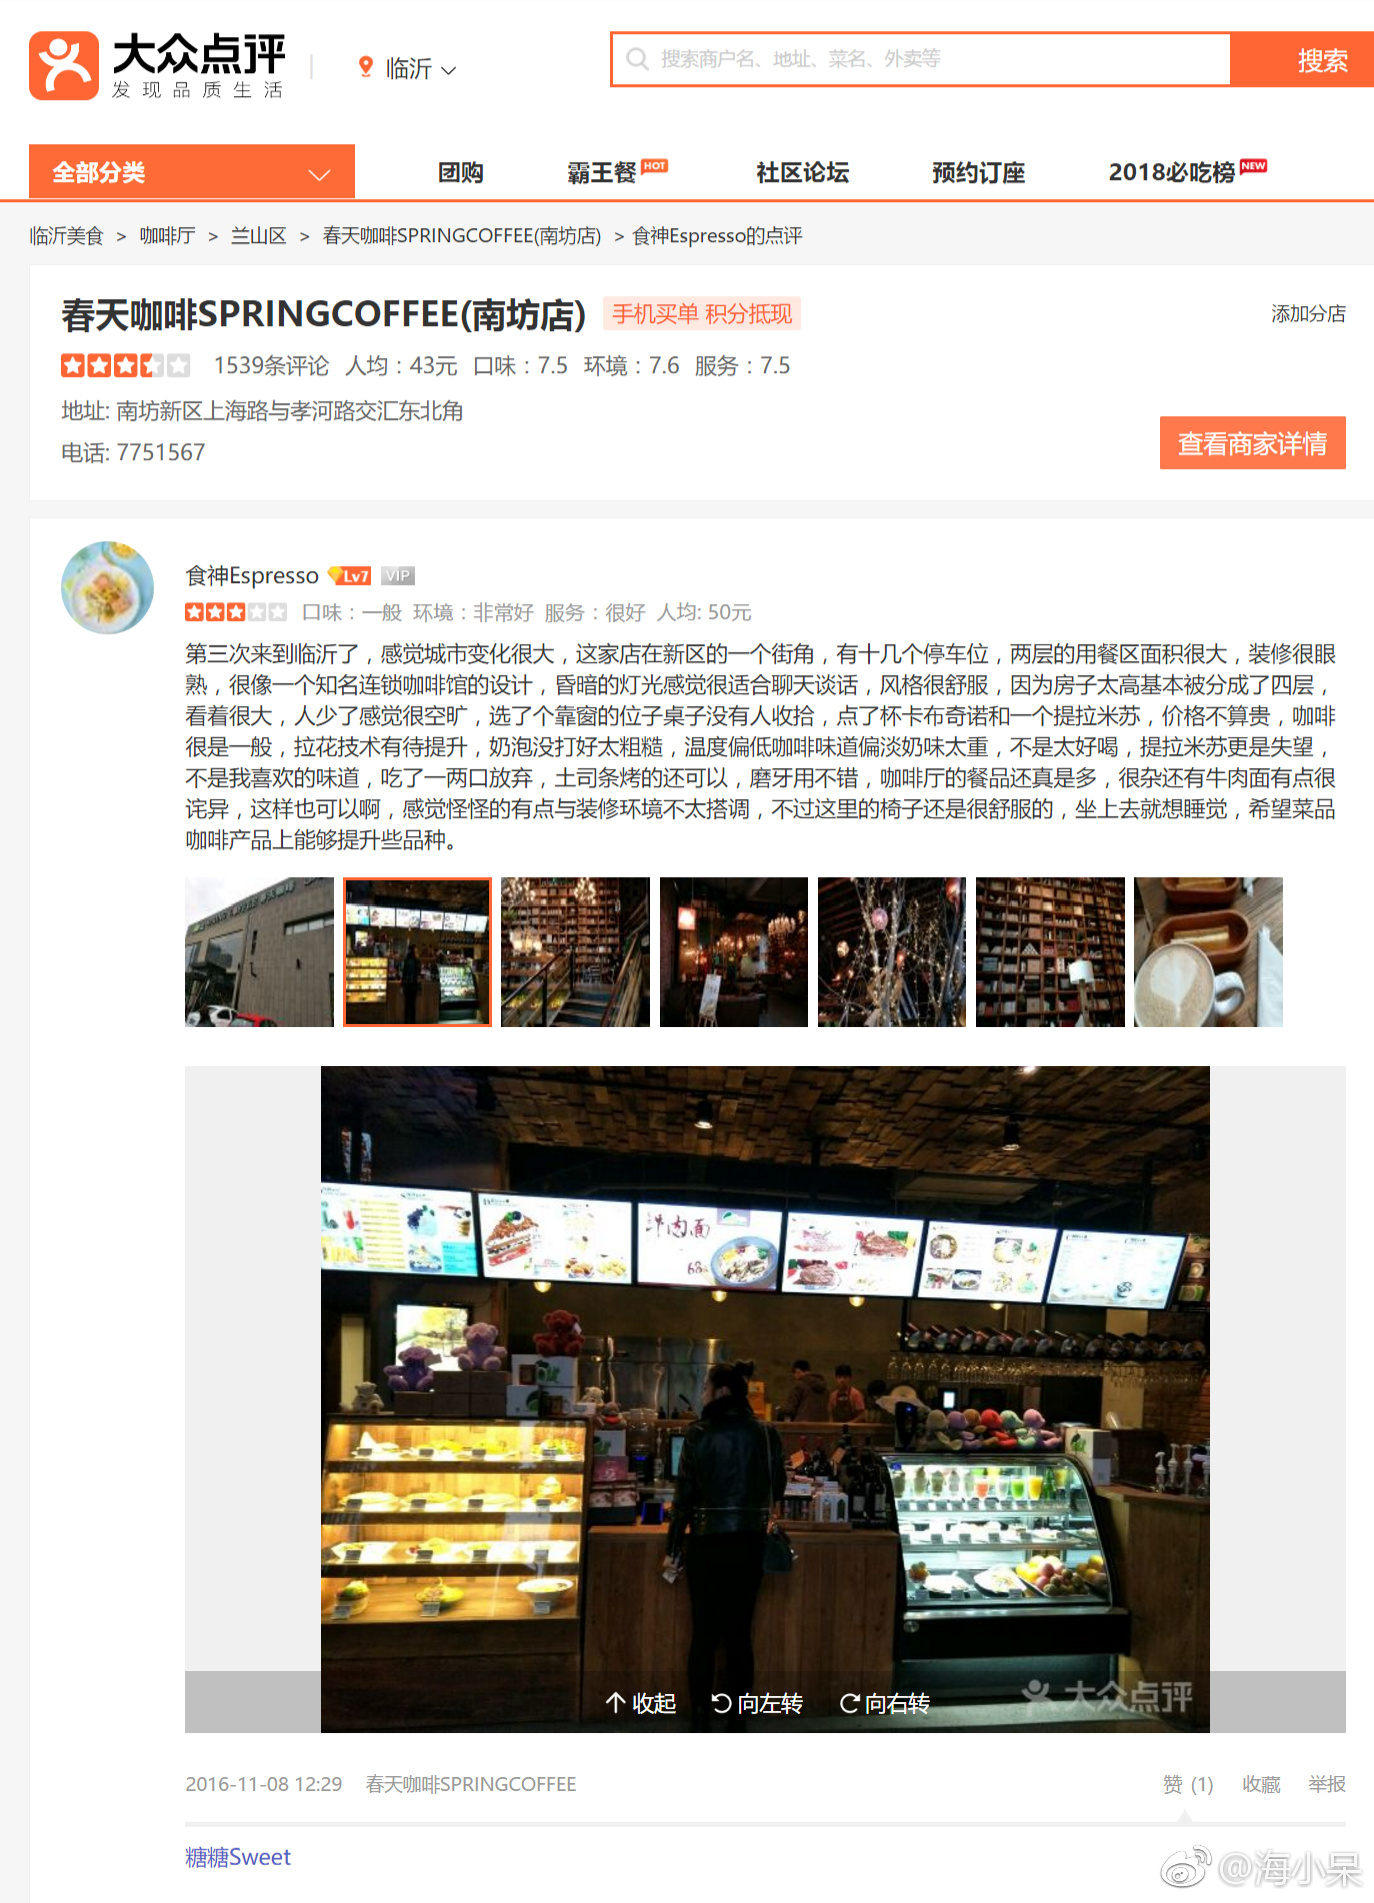 大众点评
发现品质生活
临沂
搜索商户名、地址、菜名、外卖等
搜索
全部分类
团购
霸王餐 HOT
社区论坛
预约订座
2018必吃榜 NEW
临沂美食 > 咖啡厅 > 兰山区 > 春天咖啡SPRINGCOFFEE(南坊店) > 食神Espresso的点评
春天咖啡SPRINGCOFFEE(南坊店) 手机买单 积分抵现
添加分店
1539条评论 人均：43元 口味：7.5 环境：7.6 服务：7.5
地址: 南坊新区上海路与孝河路交汇东北角
电话: 7751567
查看商家详情
食神Espresso Lv7 VIP
口味：一般 环境：非常好 服务：很好 人均: 50元
第三次来到临沂了，感觉城市变化很大，这家店在新区的一个街角，有十几个停车位，两层的用餐区面积很大，装修很眼
熟，很像一个知名连锁咖啡馆的设计，昏暗的灯光感觉很适合聊天谈话，风格很舒服，因为房子太高基本被分成了四层，
看着很大，人少了感觉很空旷，选了个靠窗的位子桌子没有人收拾，点了杯卡布奇诺和一个提拉米苏，价格不算贵，咖啡
很是一般，拉花技术有待提升，奶泡没打好太粗糙，温度偏低咖啡味道偏淡奶味太重，不是太好喝，提拉米苏更是失望，
不是我喜欢的味道，吃了一两口放弃，土司条烤的还可以，磨牙用不错，咖啡厅的餐品还真是多，很杂还有牛肉面有点很
诧异，这样也可以啊，感觉怪怪的有点与装修环境不太搭调，不过这里的椅子还是很舒服的，坐上去就想睡觉，希望菜品
咖啡产品上能够提升些品种。
牛肉面
68
收起 向左转 向右转
大众点评
2016-11-08 12:29 春天咖啡SPRINGCOFFEE
赞 (1) 收藏 举报
糖糖Sweet
@海小呆